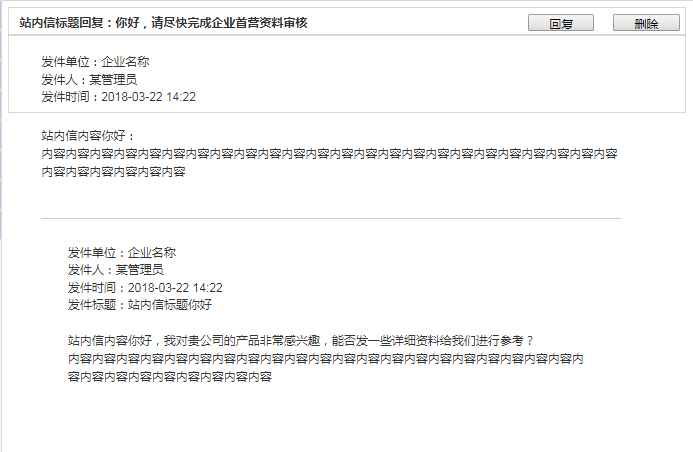 站内信标题回复：你好，请尽快完成企业首营资料审核
回复
删除
发件单位：企业名称
发件人：某管理员
发件时间：2018-03-22 14:22
站内信内容你好：
内容内容内容内容内容内容内容内容内容内容内容内容内容内容内容内容内容内容内容内容内容内容内容内容
内容内容内容内容内容内容
发件单位：企业名称
发件人：某管理员
发件时间：2018-03-22 14:22
发件标题：站内信标题你好
站内信内容你好，我对贵公司的产品非常感兴趣，能否发一些详细资料给我们进行参考？
内容内容内容内容内容内容内容内容内容内容内容内容内容内容内容内容内容内容内容内容内容内
容内容内容内容内容内容内容内容内容